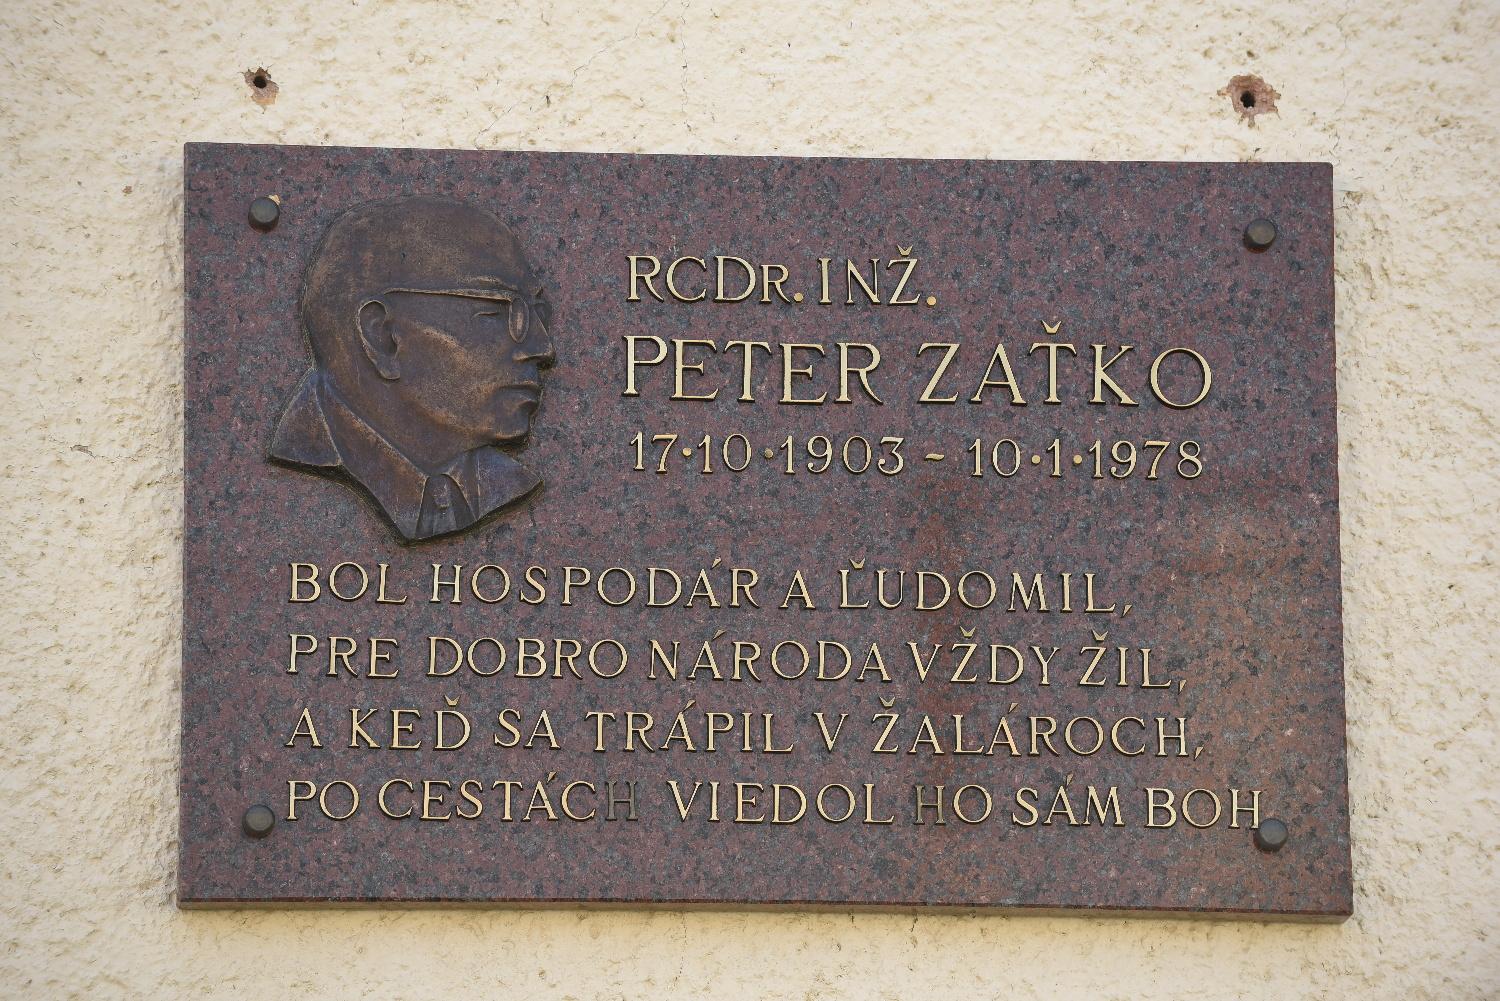 RCDR. INŽ.
PETER ZAŤKO
17·10·1903 - 10·1·1978
BOL HOSPODÁR A ĽUDOMIL,
PRE DOBRO NÁRODA VŽDY ŽIL,
A KEĎ SA TRÁPIL V ŽALÁROCH,
PO CESTÁCH VIEDOL HO SÁM BOH